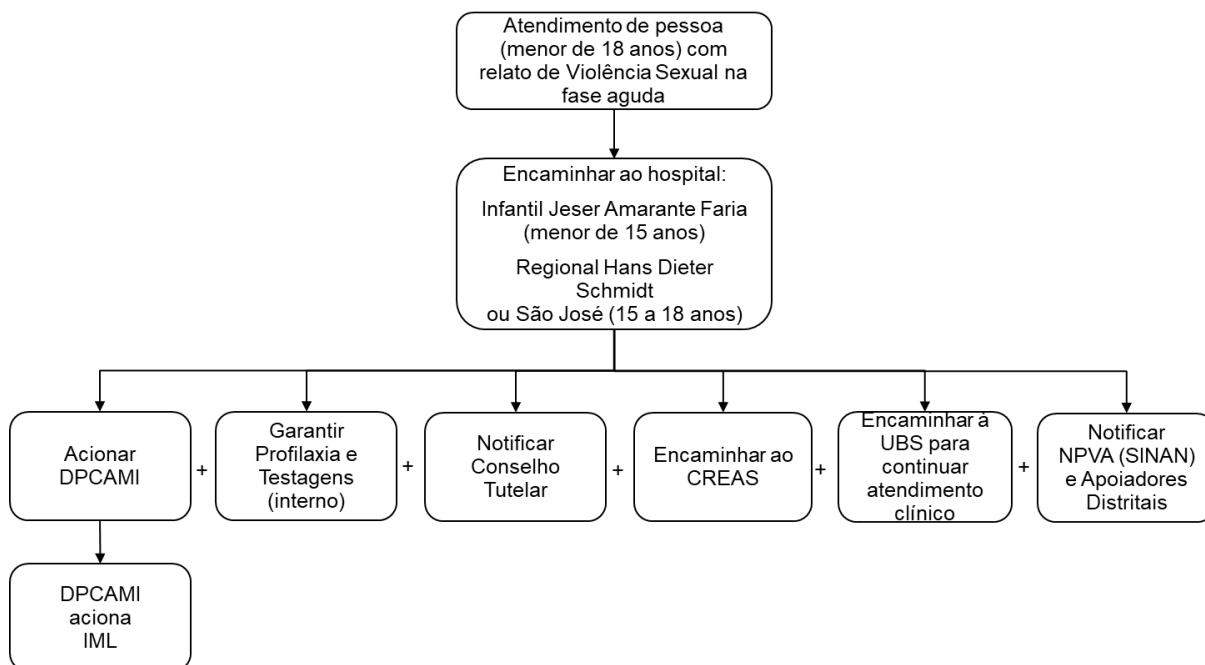 Atendimento de pessoa
(menor de 18 anos) com
relato de Violência Sexual na
fase aguda
Encaminhar ao hospital:
Infantil Jeser Amarante Faria
(menor de 15 anos)
Regional Hans Dieter
Schmidt
ou São José (15 a 18 anos)
Acionar
DPCAMI
+
Garantir
Profilaxia e
Testagens
(interno)
+
Notificar
Conselho
Tutelar
+
Encaminhar ao
CREAS
+
Encaminhar à
UBS para
continuar
atendimento
clínico
+
Notificar
NPVA (SINAN)
e Apoiadores
Distritais
DPCAMI
aciona
IML